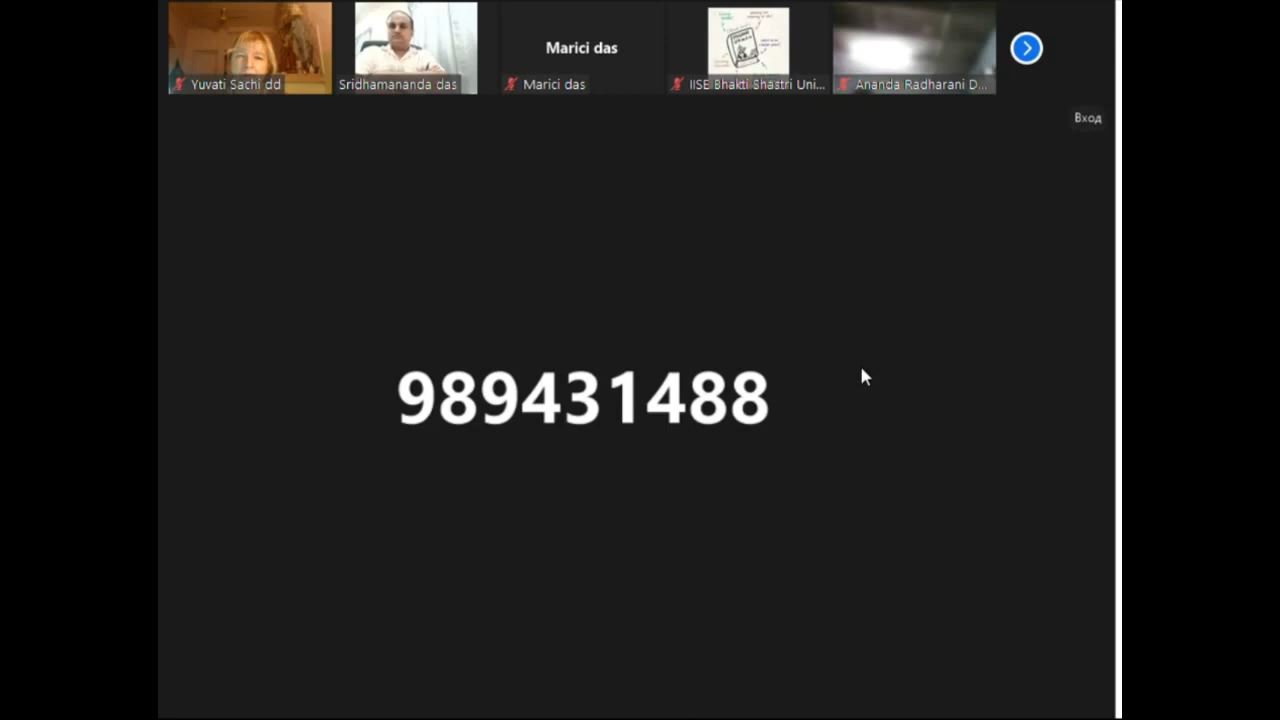 Marici das
Yuvati Sachi dd
Sridhamananda das
Marici das
IISE Bhakti Shastri Uni...
Ananda Radharani D...
Вход
989431488